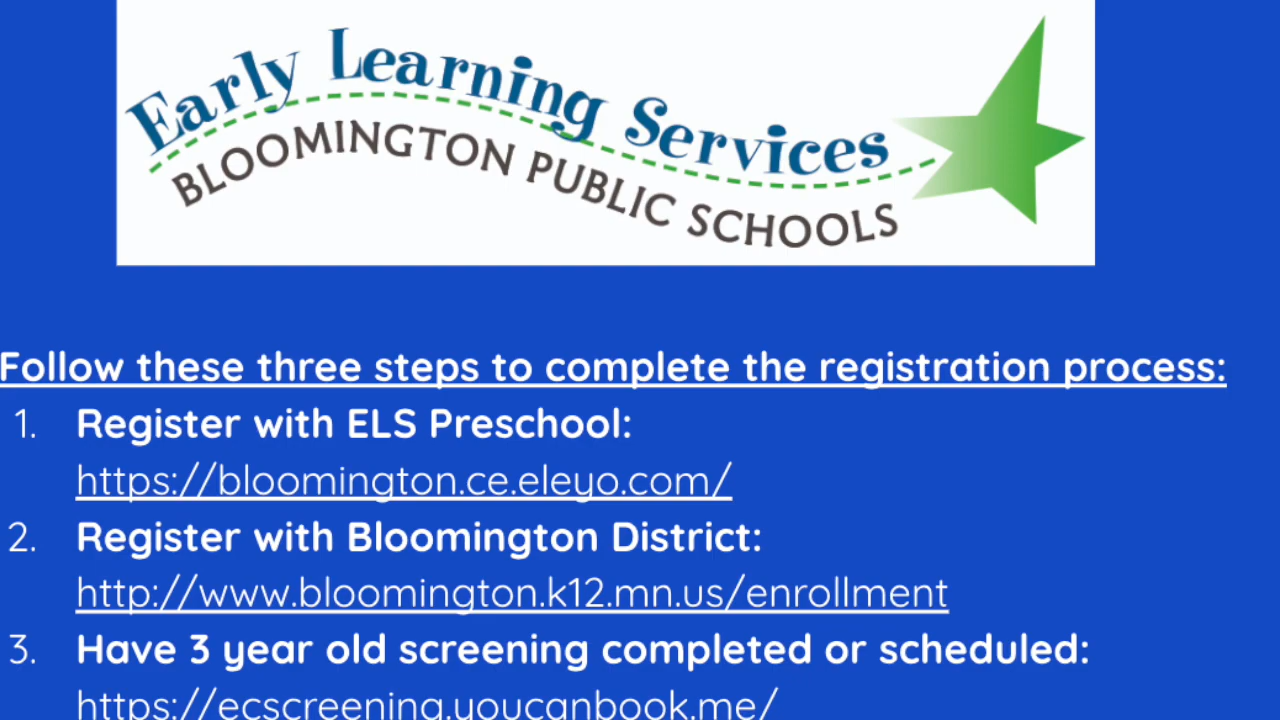 Early Learning Services
BLOOMINGTON PUBLIC SCHOOLS
Follow these three steps to complete the registration process:
1. Register with ELS Preschool:
https://bloomington.ce.eleyo.com/
2. Register with Bloomington District:
http://www.bloomington.k12.mn.us/enrollment
3. Have 3 year old screening completed or scheduled:
https://ecscreening.youcanbook.me/